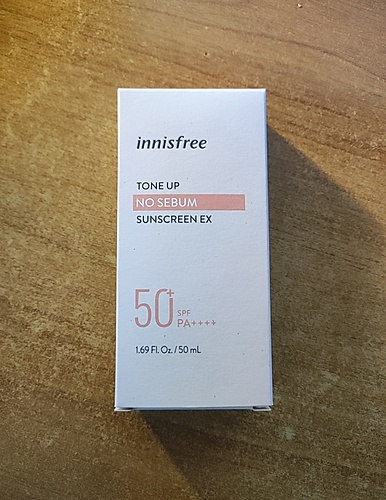 innisfree
TONE UP
NO SEBUM
SUNSCREEN EX
50+ SPF
PA++++
1.69 Fl. Oz. / 50 mL